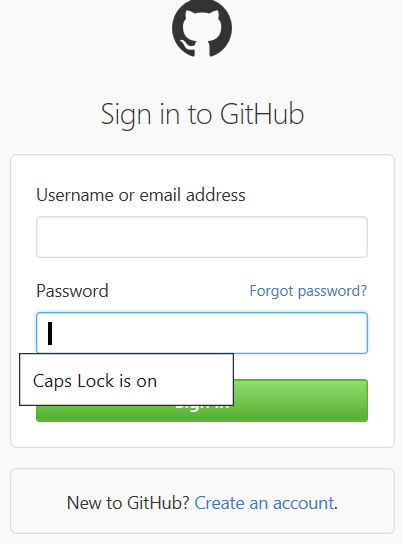 Sign in to GitHub
Username or email address
Password Forgot password?
Caps Lock is on
New to GitHub? Create an account.